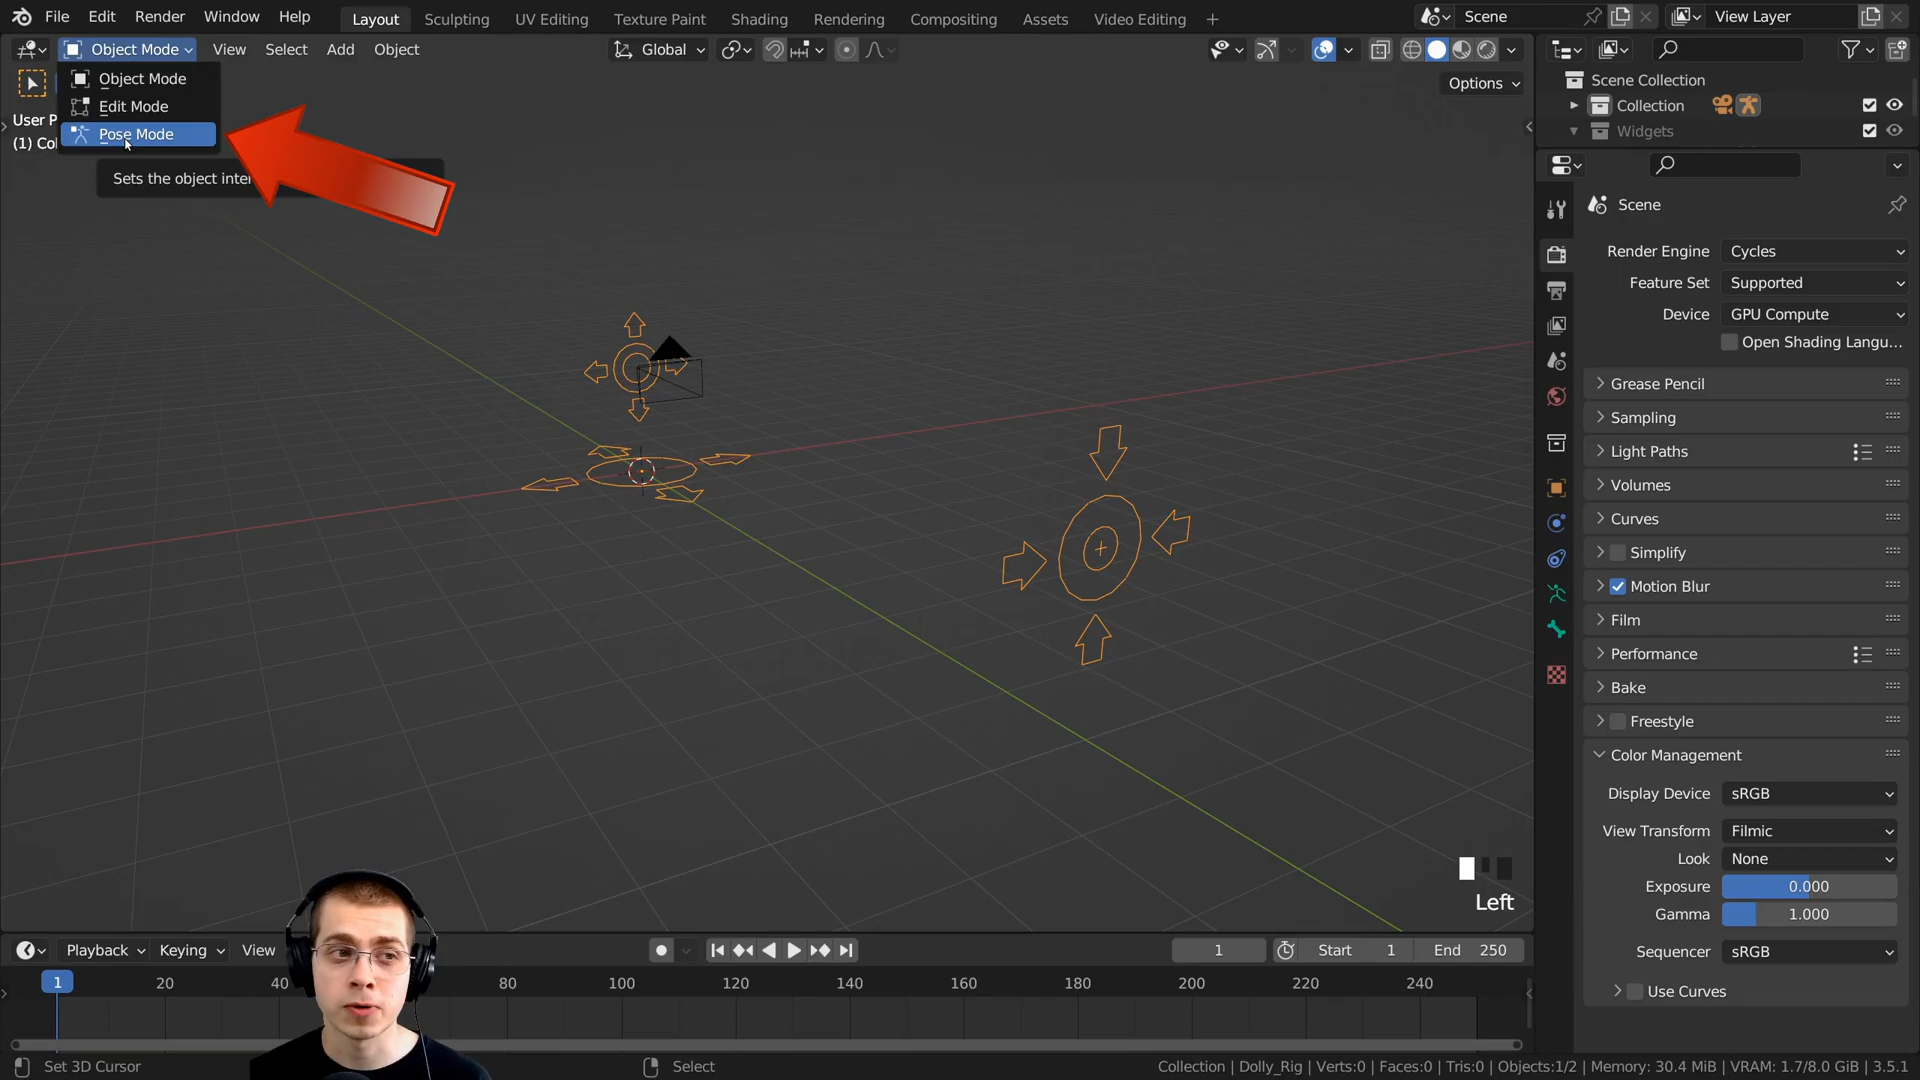 File Edit Render Window Help Layout Sculpting UV Editing Texture Paint Shading Rendering Compositing Assets Video Editing Scene View Layer
Object Mode View Select Add Object Global
Object Mode
Edit Mode
Pose Mode
Sets the object inter
User P
(1) Col
Options
Scene Collection
Collection
Widgets
Scene
Render Engine Cycles
Feature Set Supported
Device GPU Compute
Open Shading Langu...
Grease Pencil
Sampling
Light Paths
Volumes
Curves
Simplify
Motion Blur
Film
Performance
Bake
Freestyle
Color Management
Display Device sRGB
View Transform Filmic
Look None
Exposure 0.000
Gamma 1.000
Sequencer sRGB
Use Curves
Left
Playback Keying View 1 Start 1 End 250
1 20 40 80 100 120 140 160 180 200 220 240
Set 3D Cursor Select Collection | Dolly_Rig | Verts:0 | Faces:0 | Tris:0 | Objects:1/2 | Memory: 30.4 MiB | VRAM: 1.7/8.0 GiB | 3.5.1